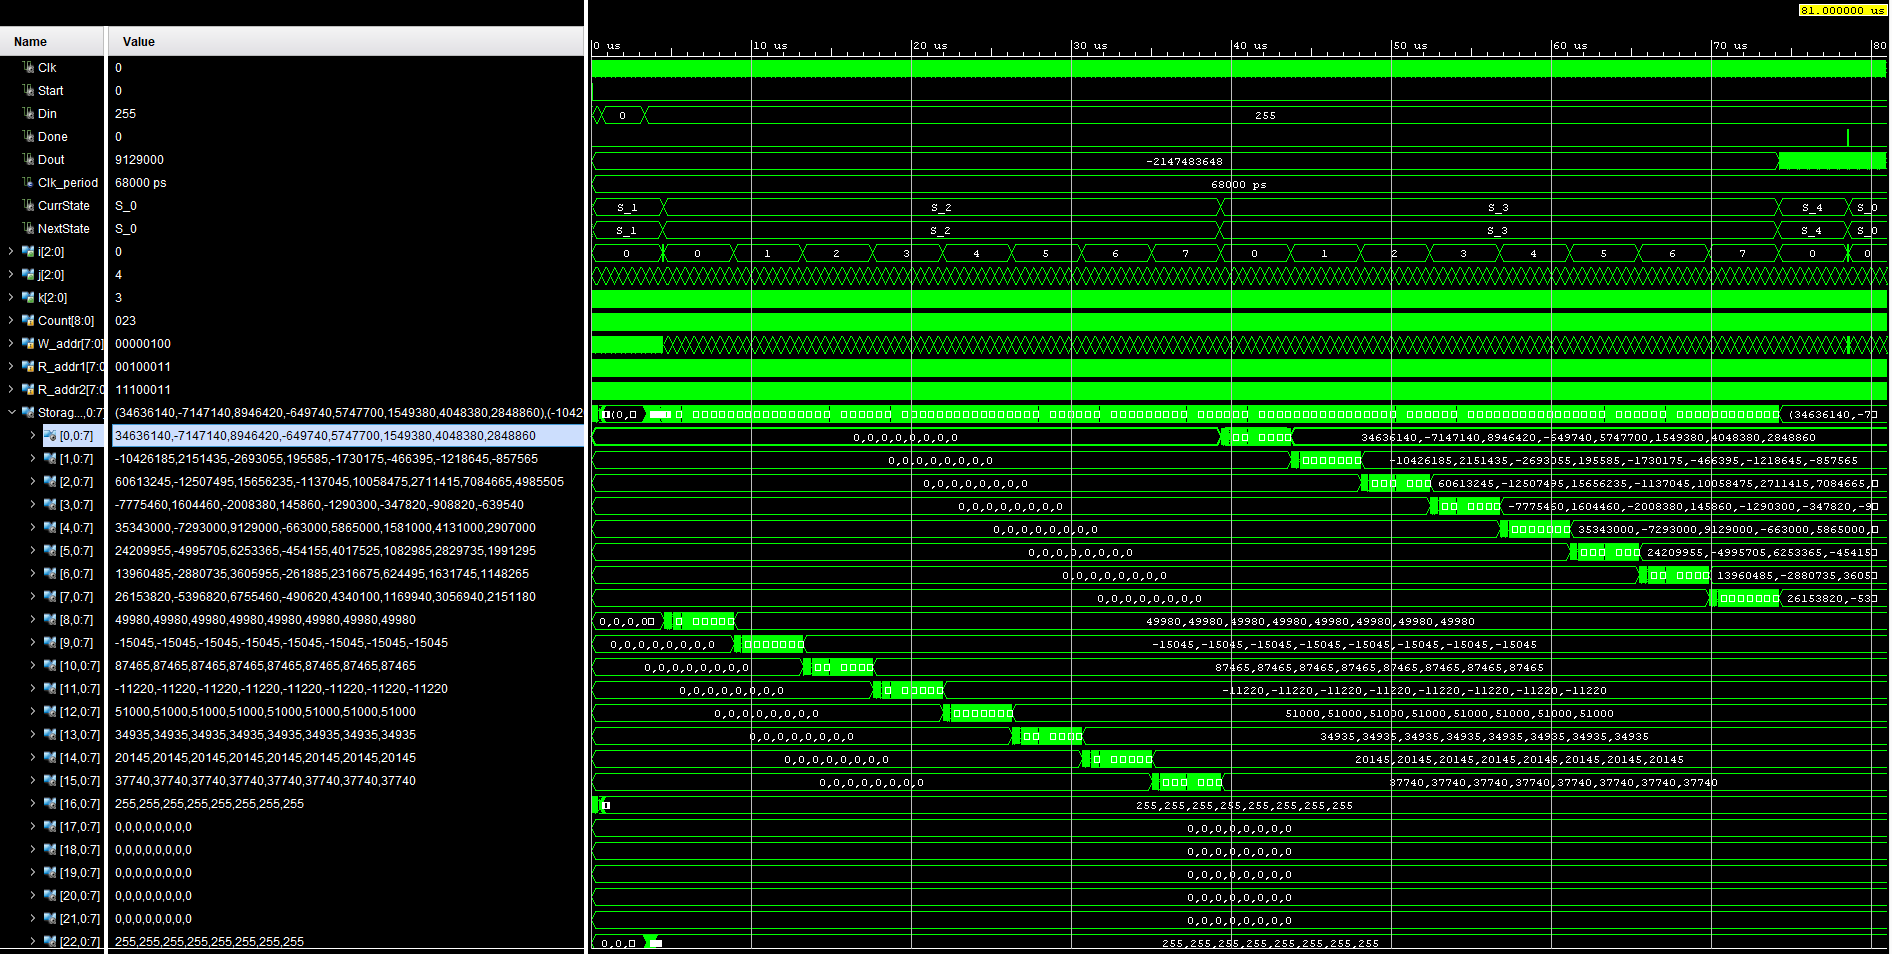 81.000000 us
Name Value 0 us 10 us 20 us 30 us 40 us 50 us 60 us 70 us 80
Clk 0
Start 0
Din 255 0 255
Done 0
Dout 9129000 -2147483648
Clk_period 68000 ps 68000 ps
CurrState S_0 S_1 S_2 S_3 S_4 S_0
NextState S_0 S_1 S_2 S_3 S_4 S_0
i[2:0] 0 0 0 1 2 3 4 5 6 7 0 1 2 3 4 5 6 7 0 0
j[2:0] 4
k[2:0] 3
Count[8:0] 023
W_addr[7:0] 00000100
R_addr1[7:0 00100011
R_addr2[7:0 11100011
Storag...,0:7] (34636140,-7147140,8946420,-649740,5747700,1549380,4048380,2848860),(-1042 (0, (34636140,-7
[0,0:7] 34636140,-7147140,8946420,-649740,5747700,1549380,4048380,2848860 0,0,0,0,0,0,0,0 34636140,-7147140,8946420,-649740,5747700,1549380,4048380,2848860
[1,0:7] -10426185,2151435,-2693055,195585,-1730175,-466395,-1218645,-857565 0,0,0,0,0,0,0,0 -10426185,2151435,-2693055,195585,-1730175,-466395,-1218645,-857565
[2,0:7] 60613245,-12507495,15656235,-1137045,10058475,2711415,7084665,4985505 0,0,0,0,0,0,0,0 60613245,-12507495,15656235,-1137045,10058475,2711415,7084665,
[3,0:7] -7775460,1604460,-2008380,145860,-1290300,-347820,-908820,-639540 0,0,0,0,0,0,0,0 -7775460,1604460,-2008380,145860,-1290300,-347820,-9
[4,0:7] 35343000,-7293000,9129000,-663000,5865000,1581000,4131000,2907000 0,0,0,0,0,0,0,0 35343000,-7293000,9129000,-663000,5865000,
[5,0:7] 24209955,-4995705,6253365,-454155,4017525,1082985,2829735,1991295 0,0,0,0,0,0,0,0 24209955,-4995705,6253365,-45415
[6,0:7] 13960485,-2880735,3605955,-261885,2316675,624495,1631745,1148265 0,0,0,0,0,0,0,0 13960485,-2880735,3605
[7,0:7] 26153820,-5396820,6755460,-490620,4340100,1169940,3056940,2151180 0,0,0,0,0,0,0,0 26153820,-53
[8,0:7] 49980,49980,49980,49980,49980,49980,49980,49980 0,0,0,0 49980,49980,49980,49980,49980,49980,49980,49980
[9,0:7] -15045,-15045,-15045,-15045,-15045,-15045,-15045,-15045 0,0,0,0,0,0,0,0 -15045,-15045,-15045,-15045,-15045,-15045,-15045,-15045
[10,0:7] 87465,87465,87465,87465,87465,87465,87465,87465 0,0,0,0,0,0,0,0 87465,87465,87465,87465,87465,87465,87465,87465
[11,0:7] -11220,-11220,-11220,-11220,-11220,-11220,-11220,-11220 0,0,0,0,0,0,0,0 -11220,-11220,-11220,-11220,-11220,-11220,-11220,-11220
[12,0:7] 51000,51000,51000,51000,51000,51000,51000,51000 0,0,0,0,0,0,0,0 51000,51000,51000,51000,51000,51000,51000,51000
[13,0:7] 34935,34935,34935,34935,34935,34935,34935,34935 0,0,0,0,0,0,0,0 34935,34935,34935,34935,34935,34935,34935,34935
[14,0:7] 20145,20145,20145,20145,20145,20145,20145,20145 0,0,0,0,0,0,0,0 20145,20145,20145,20145,20145,20145,20145,20145
[15,0:7] 37740,37740,37740,37740,37740,37740,37740,37740 0,0,0,0,0,0,0,0 37740,37740,37740,37740,37740,37740,37740,37740
[16,0:7] 255,255,255,255,255,255,255,255 255,255,255,255,255,255,255,255
[17,0:7] 0,0,0,0,0,0,0,0 0,0,0,0,0,0,0,0
[18,0:7] 0,0,0,0,0,0,0,0 0,0,0,0,0,0,0,0
[19,0:7] 0,0,0,0,0,0,0,0 0,0,0,0,0,0,0,0
[20,0:7] 0,0,0,0,0,0,0,0 0,0,0,0,0,0,0,0
[21,0:7] 0,0,0,0,0,0,0,0 0,0,0,0,0,0,0,0
[22,0:7] 255,255,255,255,255,255,255,255 0,0, 255,255,255,255,255,255,255,255